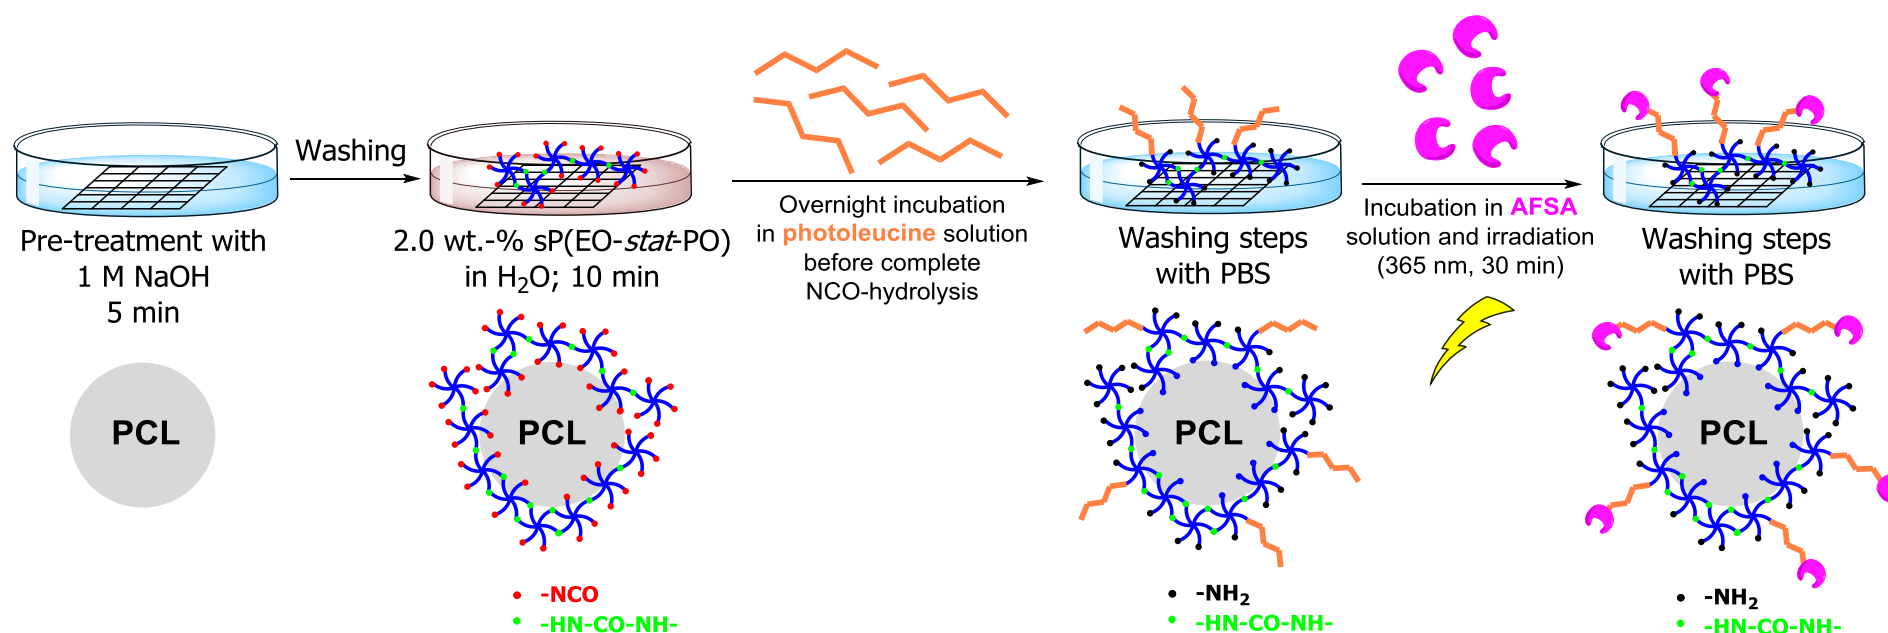 Pre-treatment with
1 M NaOH
5 min
Washing
2.0 wt.-% sP(EO-stat-PO)
in H₂O; 10 min
Overnight incubation
in photoleucine solution
before complete
NCO-hydrolysis
Washing steps
with PBS
Incubation in AFSA
solution and irradiation
(365 nm, 30 min)
Washing steps
with PBS
PCL
PCL
PCL
PCL
-NCO
-HN-CO-NH-
-NH₂
-HN-CO-NH-
-NH₂
-HN-CO-NH-